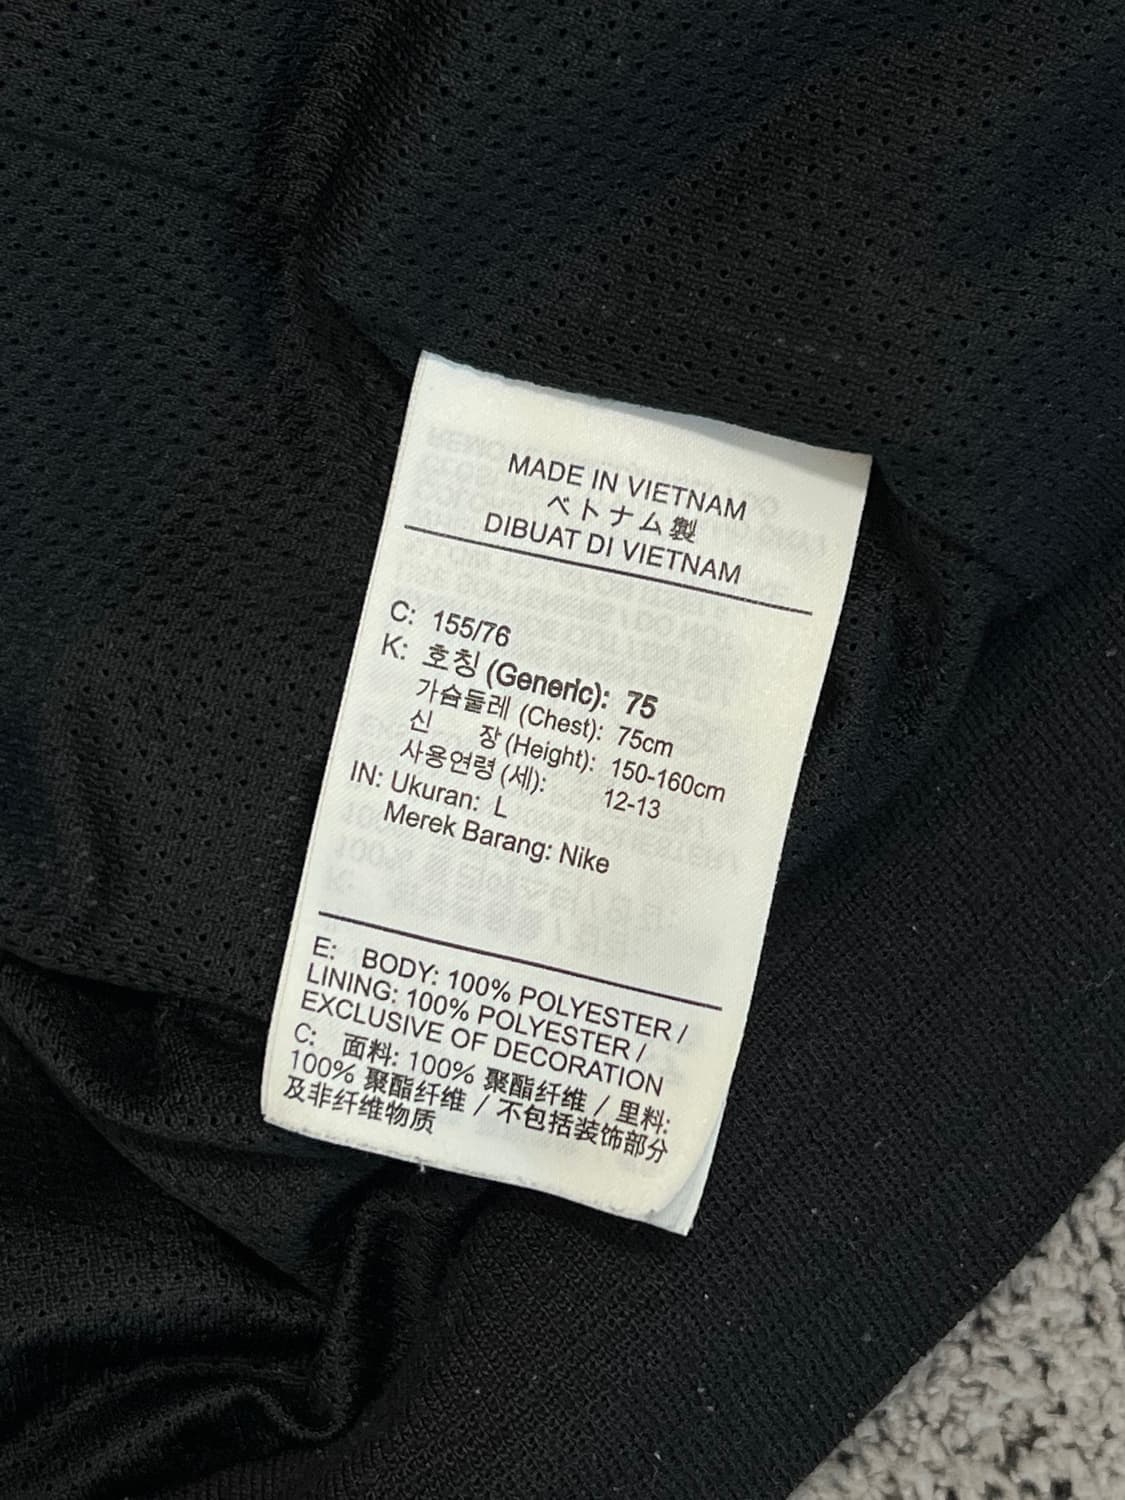 MADE IN VIETNAM
ベトナム製
DIBUAT DI VIETNAM
C: 155/76
K: 호칭 (Generic): 75
가슴둘레 (Chest): 75cm
신 장 (Height): 150-160cm
사용연령 (세): 12-13
IN: Ukuran: L
Merek Barang: Nike
E: BODY: 100% POLYESTER /
LINING: 100% POLYESTER /
EXCLUSIVE OF DECORATION
C: 面料: 100% 聚酯纤维 / 里料:
100% 聚酯纤维 / 不包括装饰部分
及非纤维物质